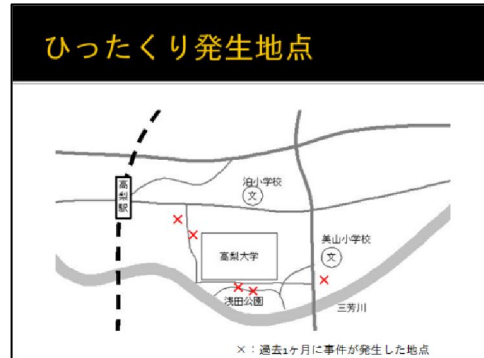 ひったくり発生地点
高梨駅
泊小学校
文
高梨大学
美山小学校
文
浅田公園
三芳川
×:過去1ヶ月に事件が発生した地点